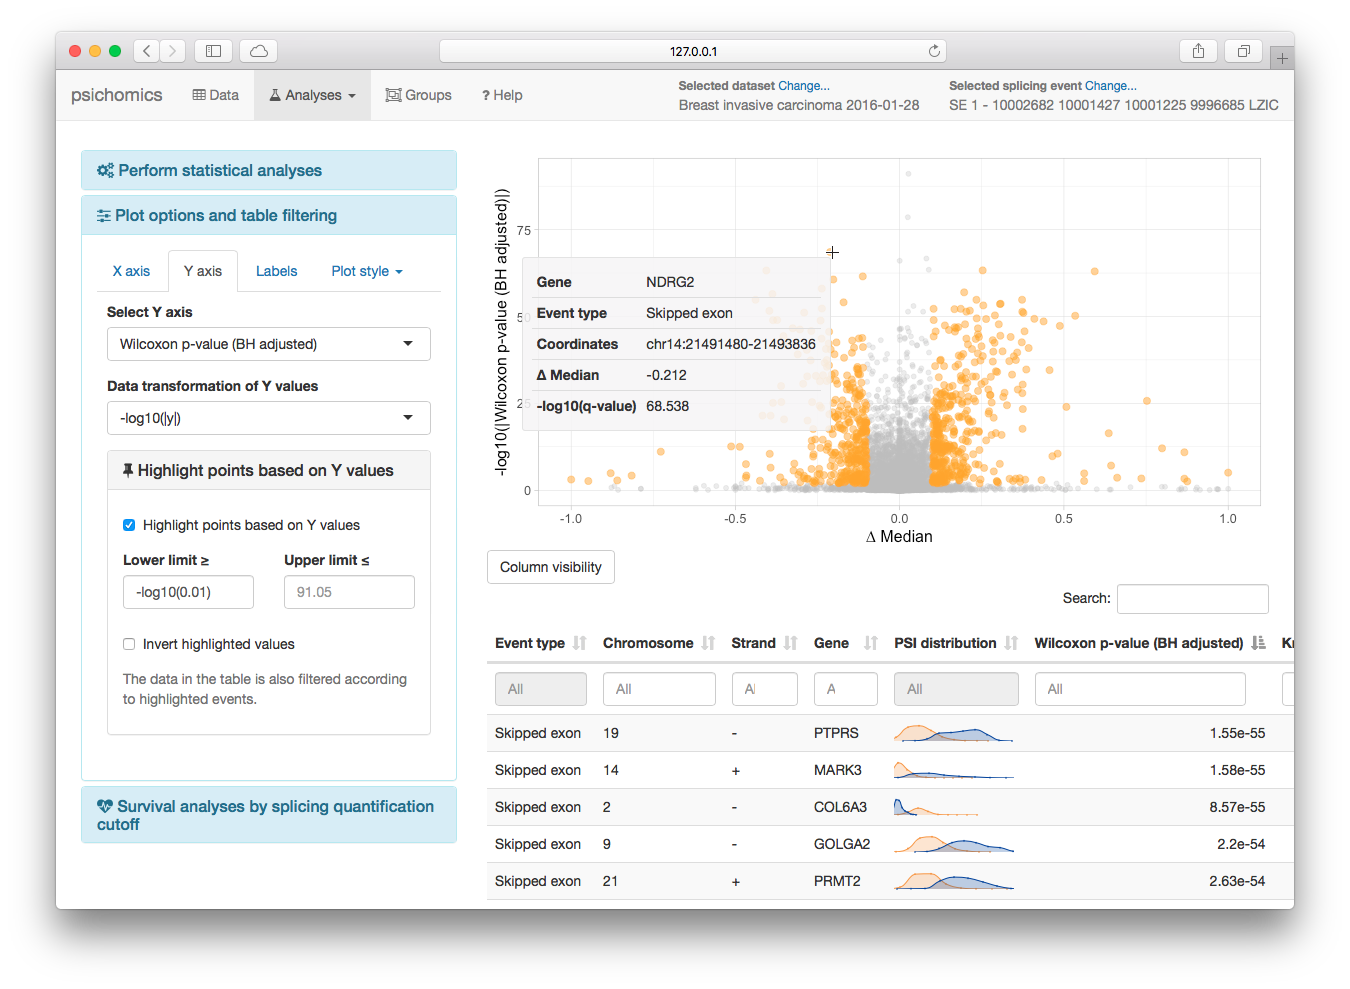 127.0.0.1
psichomics
Data
Analyses
Groups
? Help
Selected dataset Change...
Breast invasive carcinoma 2016-01-28
Selected splicing event Change...
SE 1 - 10002682 10001427 10001225 9996685 LZIC
Perform statistical analyses
Plot options and table filtering
X axis
Y axis
Labels
Plot style
Select Y axis
Wilcoxon p-value (BH adjusted)
Data transformation of Y values
-log10(|y|)
Highlight points based on Y values
Highlight points based on Y values
Lower limit ≥
Upper limit ≤
-log10(0.01)
91.05
Invert highlighted values
The data in the table is also filtered according
to highlighted events.
Survival analyses by splicing quantification
cutoff
-log10(|Wilcoxon p-value (BH adjusted)|)
75
50
25
0
Gene NDRG2
Event type Skipped exon
Coordinates chr14:21491480-21493836
Δ Median -0.212
-log10(q-value) 68.538
-1.0
-0.5
0.0
0.5
1.0
Δ Median
Column visibility
Search:
Event type Chromosome Strand Gene PSI distribution Wilcoxon p-value (BH adjusted)
All All Al A All All
Skipped exon 19 - PTPRS 1.55e-55
Skipped exon 14 + MARK3 1.58e-55
Skipped exon 2 - COL6A3 8.57e-55
Skipped exon 9 - GOLGA2 2.2e-54
Skipped exon 21 + PRMT2 2.63e-54